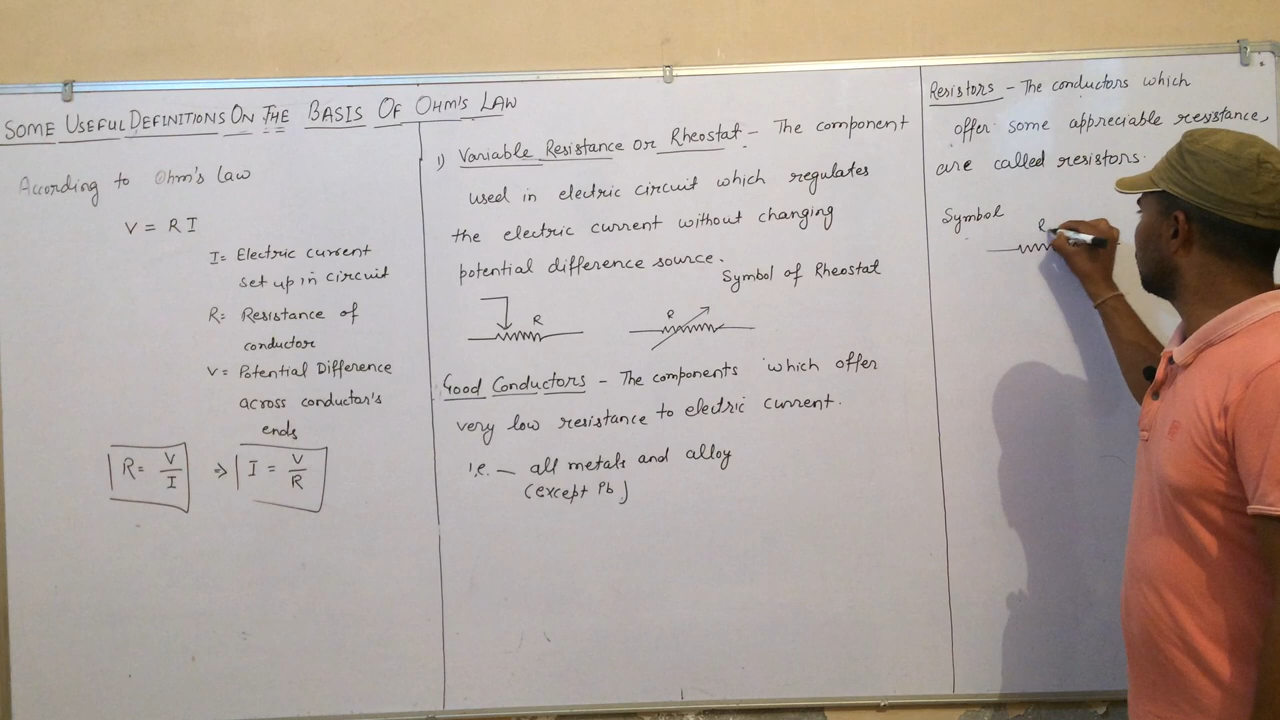 SOME USEFUL DEFINITIONS ON THE BASIS OF OHM'S LAW
According to Ohm's Law
V = R I
I = Electric current
set up in circuit
R = Resistance of
conductor
V = Potential Difference
across conductor's
ends
R = V/I ⇒ I = V/R
1) Variable Resistance or Rheostat - The component
used in electric circuit which regulates
the electric current without changing
potential difference source.
Symbol of Rheostat
R
R
Good Conductors - The components which offer
very low resistance to electric current.
i.e. - all metals and alloy
(except Pb)
Resistors - The conductors which
offer some appreciable resistance,
are called resistors.
Symbol
R